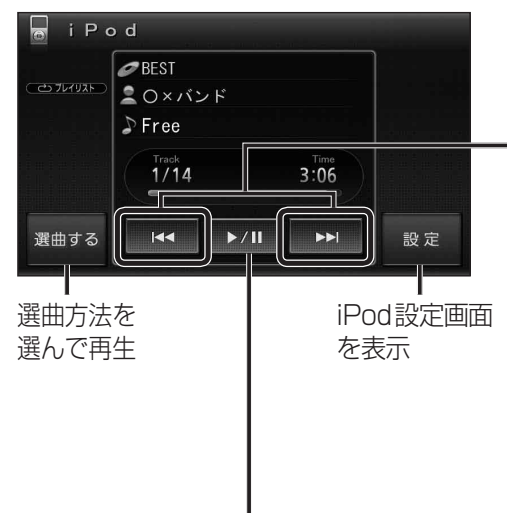 iPod
BEST
プレイリスト
○×バンド
Free
Track
Time
1/14
3:06
選曲する
設定
選曲方法を
選んで再生
iPod設定画面
を表示